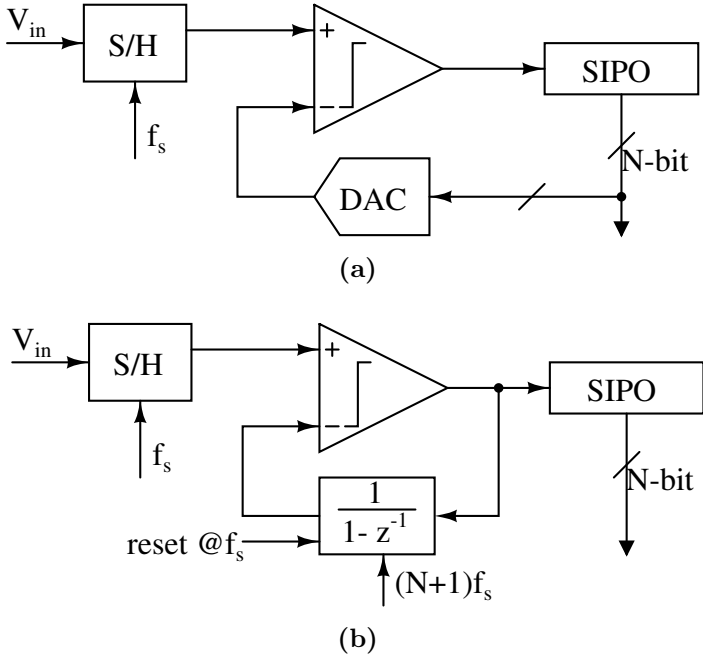 V_in
S/H
+
SIPO
f_s
N-bit
DAC
(a)
V_in
S/H
+
SIPO
f_s
1
1- z^-1
N-bit
reset @f_s
(N+1)f_s
(b)